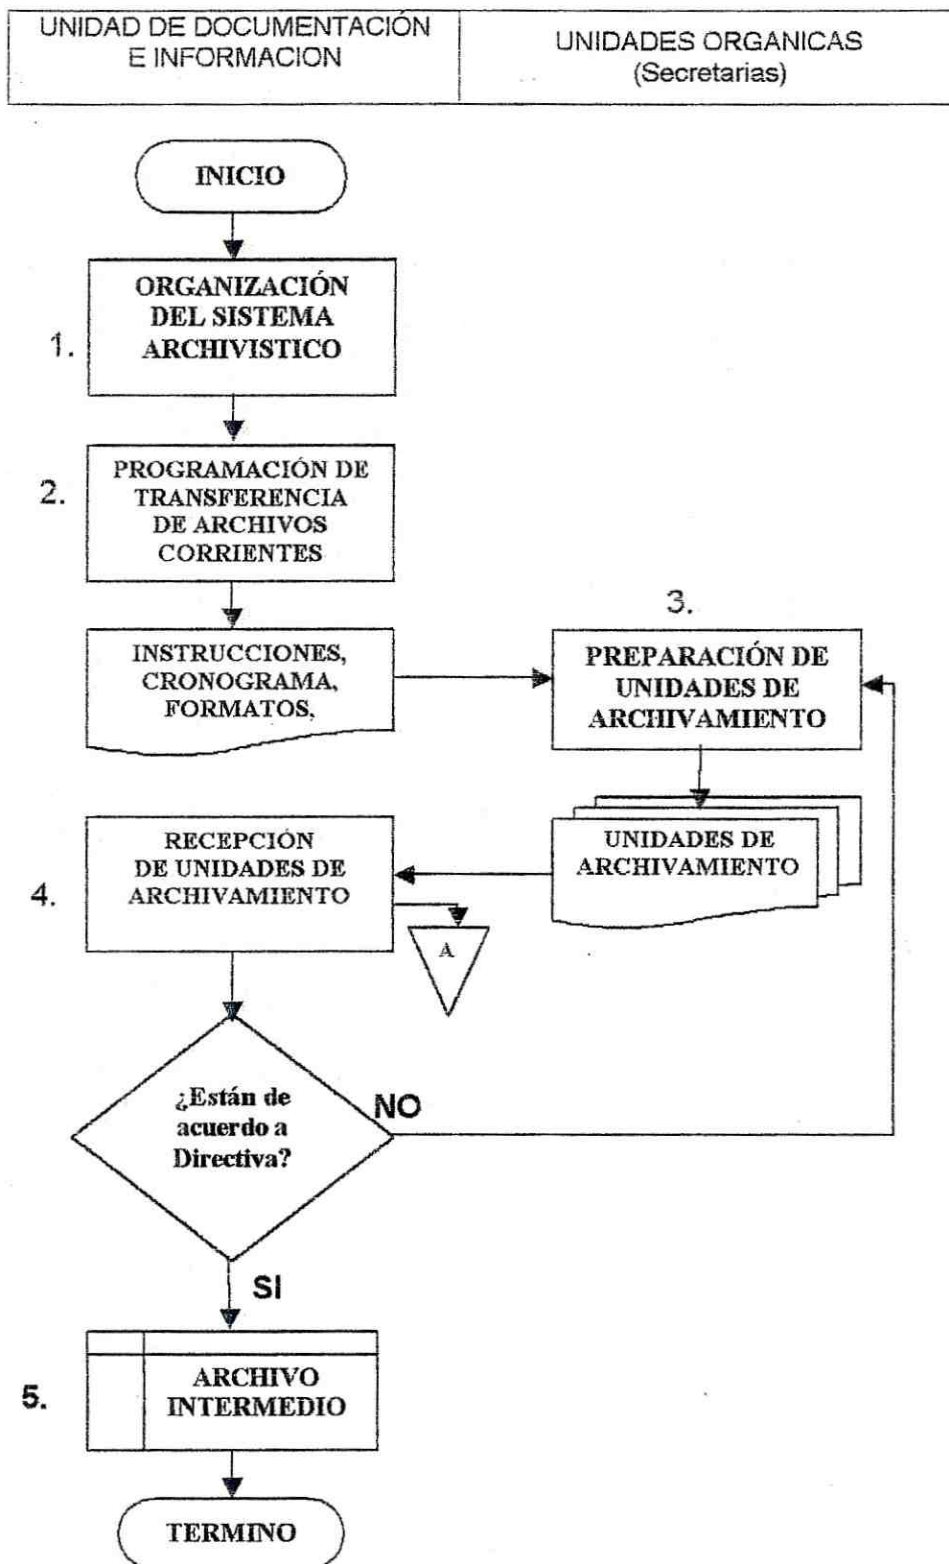 UNIDAD DE DOCUMENTACIÓN
E INFORMACION
UNIDADES ORGANICAS
(Secretarias)
INICIO
1.
ORGANIZACIÓN
DEL SISTEMA
ARCHIVISTICO
2.
PROGRAMACIÓN DE
TRANSFERENCIA
DE ARCHIVOS
CORRIENTES
INSTRUCCIONES,
CRONOGRAMA,
FORMATOS,
3.
PREPARACIÓN DE
UNIDADES DE
ARCHIVAMIENTO
UNIDADES DE
ARCHIVAMIENTO
4.
RECEPCIÓN
DE UNIDADES DE
ARCHIVAMIENTO
A
¿Están de
acuerdo a
Directiva?
NO
SI
5.
ARCHIVO
INTERMEDIO
TERMINO